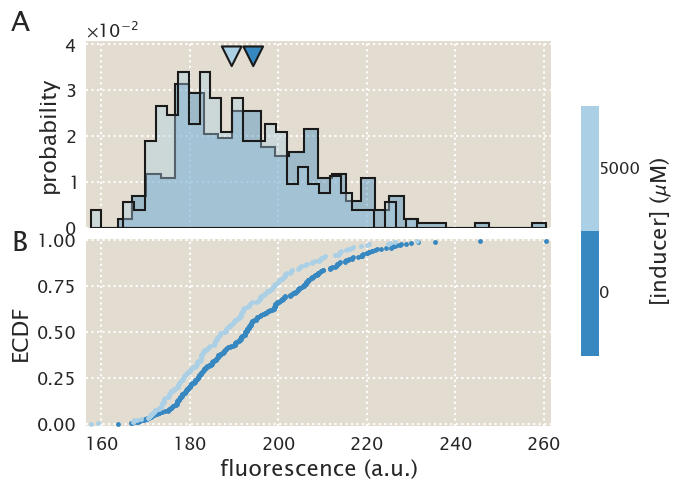 A
×10⁻²
4
3
2
1
0
probability
B
1.00
0.75
0.50
0.25
0.00
ECDF
160 180 200 220 240 260
fluorescence (a.u.)
5000
0
[inducer] (μM)